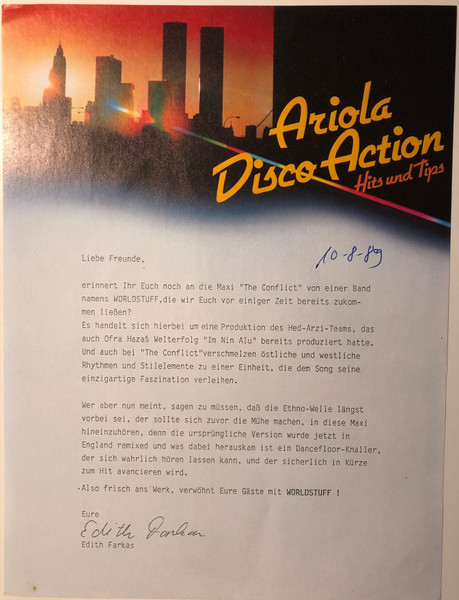 Ariola
Disco Action
Hits und Tips
Liebe Freunde,
10-8-89
erinnert Ihr Euch noch an die Maxi "The Conflict" von einer Band
namens WORLDSTUFF,die wir Euch vor einiger Zeit bereits zukom-
men ließen?
Es handelt sich hierbei um eine Produktion des Hed-Arzi-Teams, das
auch Ofra Hazaß Welterfolg "Im Nin Alu" bereits produziert hatte.
Und auch bei "The Conflict"verschmelzen östliche und westliche
Rhythmen und Stilelemente zu einer Einheit, die dem Song seine
einzigartige Faszination verleihen.
Wer aber nun meint, sagen zu müssen, daß die Ethno-Welle längst
vorbei sei, der sollte sich zuvor die Mühe machen, in diese Maxi
hineinzuhören, denn die ursprüngliche Version wurde jetzt in
England remixed und was dabei herauskam ist ein Dancefloor-Knaller,
der sich wahrlich hören lassen kann, und der sicherlich in Kürze
zum Hit avancieren wird.
-Also frisch ans Werk, verwöhnt Eure Gäste mit WORLDSTUFF !
Eure
Edith Farkas
Edith Farkas